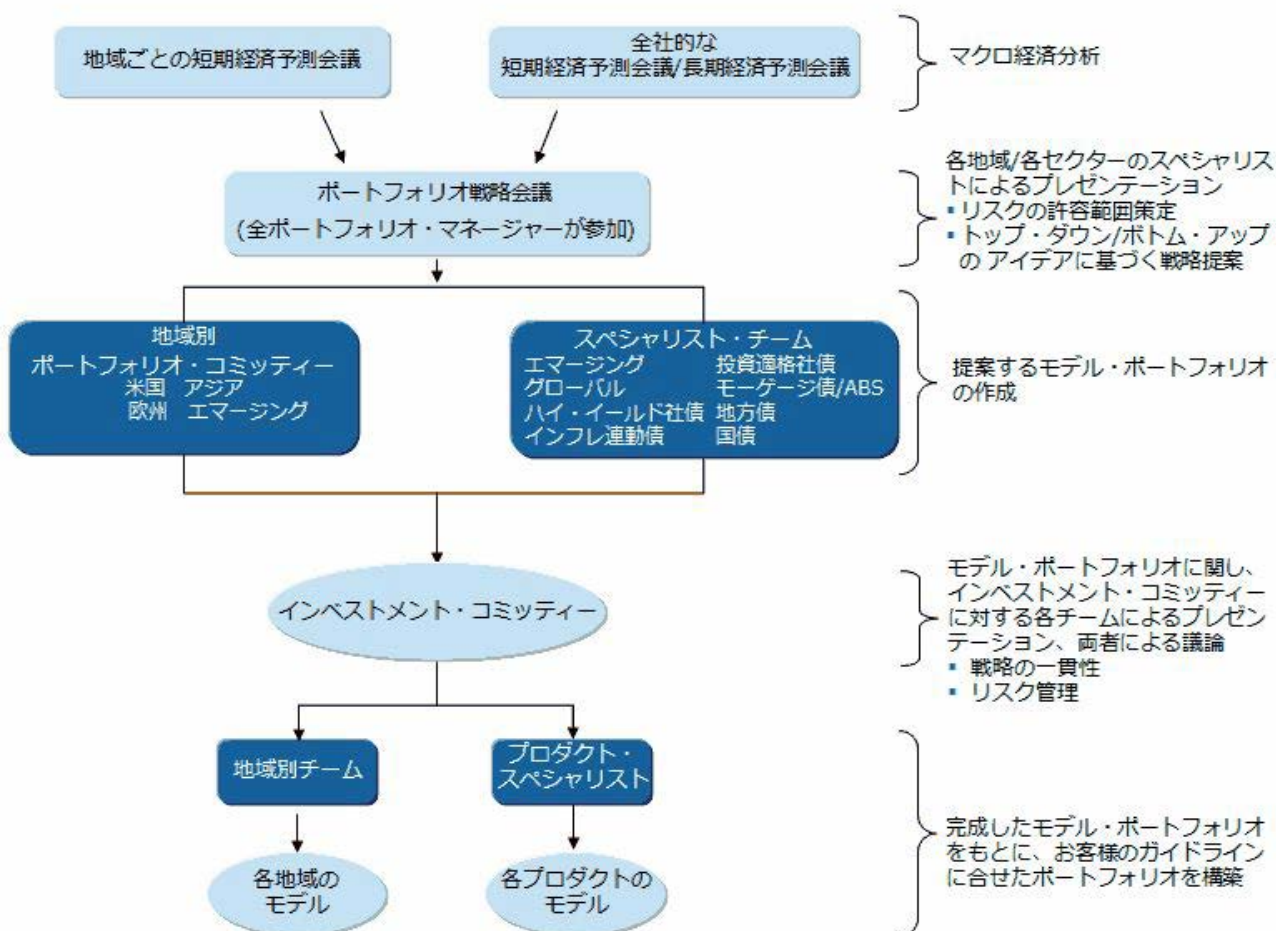 地域ごとの短期経済予測会議
全社的な
短期経済予測会議/長期経済予測会議
マクロ経済分析
ポートフォリオ戦略会議
(全ポートフォリオ・マネージャーが参加)
各地域/各セクターのスペシャリス
トによるプレゼンテーション
▪ リスクの許容範囲策定
▪ トップ・ダウン/ボトム・アップ
の アイデアに基づく戦略提案
地域別
ポートフォリオ・コミッティー
米国 アジア
欧州 エマージング
スペシャリスト・チーム
エマージング 投資適格社債
グローバル モーゲージ債/ABS
ハイ・イールド社債 地方債
インフレ連動債 国債
提案するモデル・ポートフォリオ
の作成
インベストメント・コミッティー
モデル・ポートフォリオに関し、
インベストメント・コミッティー
に対する各チームによるプレゼン
テーション、両者による議論
▪ 戦略の一貫性
▪ リスク管理
地域別チーム
プロダクト・
スペシャリスト
各地域の
モデル
各プロダクトの
モデル
完成したモデル・ポートフォリオ
をもとに、お客様のガイドライン
に合せたポートフォリオを構築